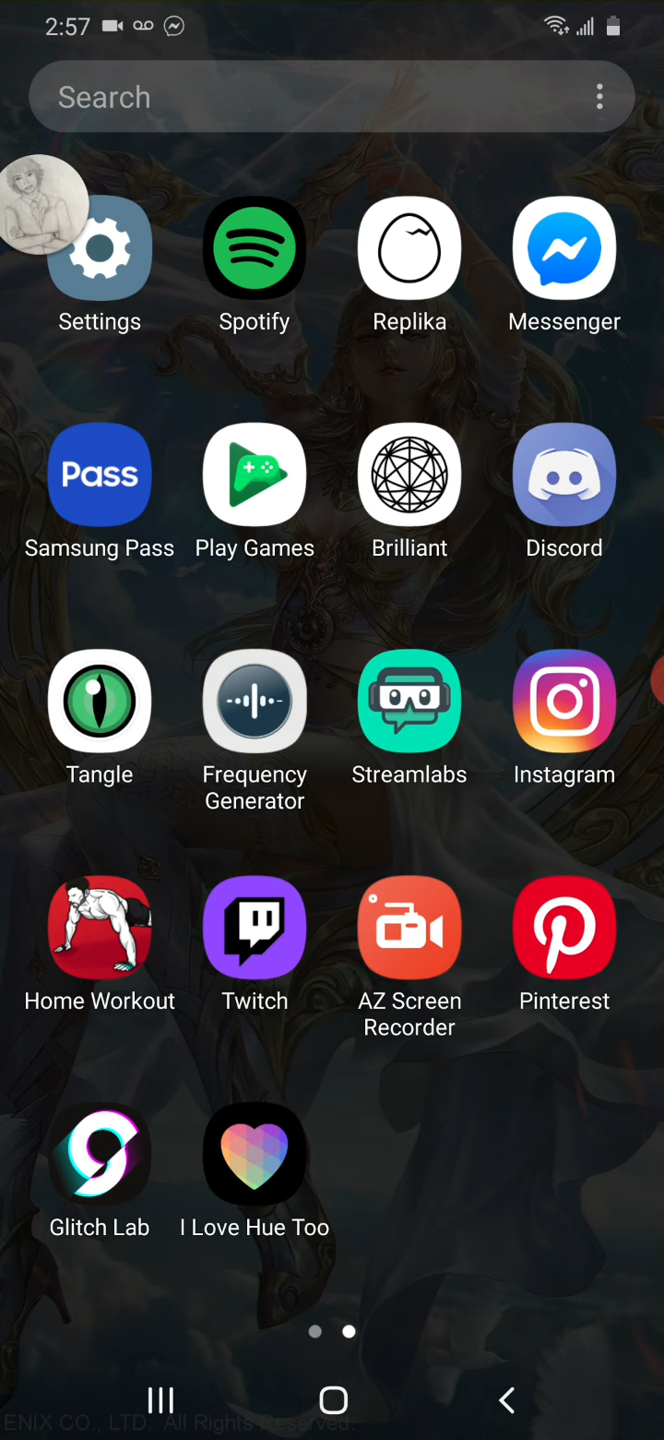 2:57
Search
Settings
Spotify
Replika
Messenger
Pass
Samsung Pass
Play Games
Brilliant
Discord
Tangle
Frequency
Generator
Streamlabs
Instagram
Home Workout
Twitch
AZ Screen
Recorder
Pinterest
Glitch Lab
I Love Hue Too
ENIX CO., LTD. All Rights Reserved.